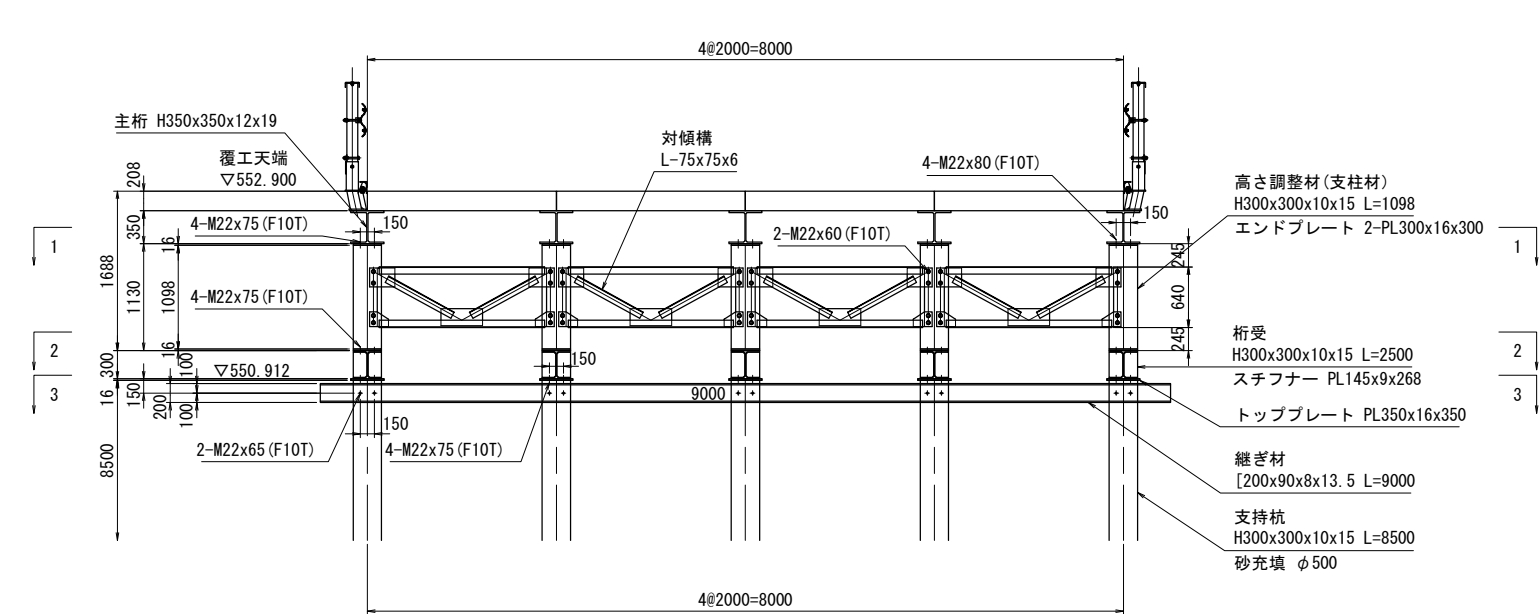 4@2000=8000
主桁 H350x350x12x19
覆工天端
▽552.900
対傾構
L-75x75x6
4-M22x80(F10T)
高さ調整材(支柱材)
H300x300x10x15 L=1098
エンドプレート 2-PL300x16x300
208
350
16
1688
1130
1098
16
300
100
16
150
200
100
8500
4-M22x75(F10T)
150
2-M22x60(F10T)
150
245
640
245
1
1
4-M22x75(F10T)
2
2
▽550.912
150
桁受
H300x300x10x15 L=2500
スチフナー PL145x9x268
3
3
9000
トッププレート PL350x16x350
150
2-M22x65(F10T)
4-M22x75(F10T)
継ぎ材
[200x90x8x13.5 L=9000
支持杭
H300x300x10x15 L=8500
砂充填 φ500
4@2000=8000